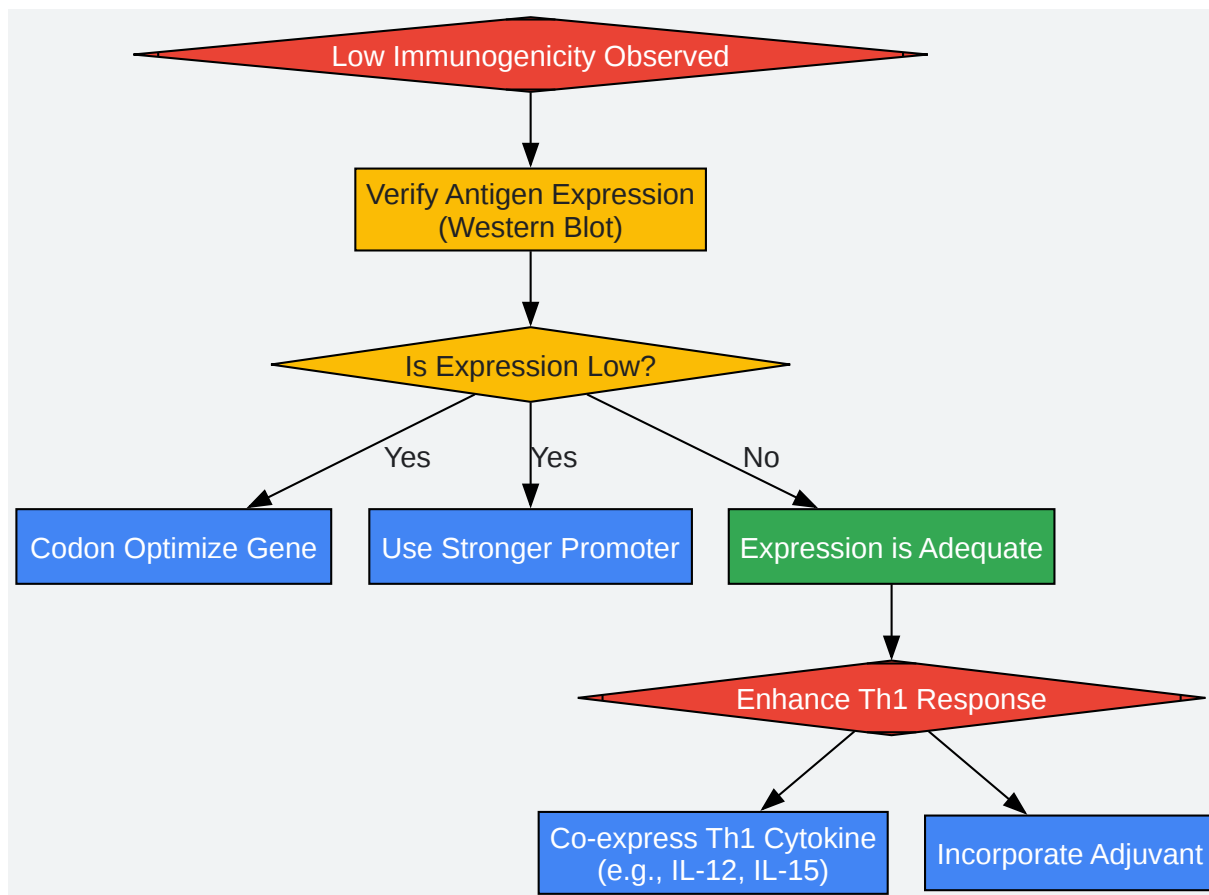 Low Immunogenicity Observed
Verify Antigen Expression
(Western Blot)
Is Expression Low?
Yes
Yes
No
Codon Optimize Gene
Use Stronger Promoter
Expression is Adequate
Enhance Th1 Response
Co-express Th1 Cytokine
(e.g., IL-12, IL-15)
Incorporate Adjuvant